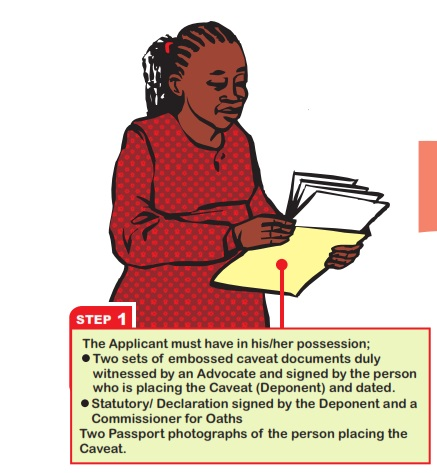 STEP 1
The Applicant must have in his/her possession;
● Two sets of embossed caveat documents duly
witnessed by an Advocate and signed by the person
who is placing the Caveat (Deponent) and dated.
● Statutory/ Declaration signed by the Deponent and a
Commissioner for Oaths
Two Passport photographs of the person placing the
Caveat.